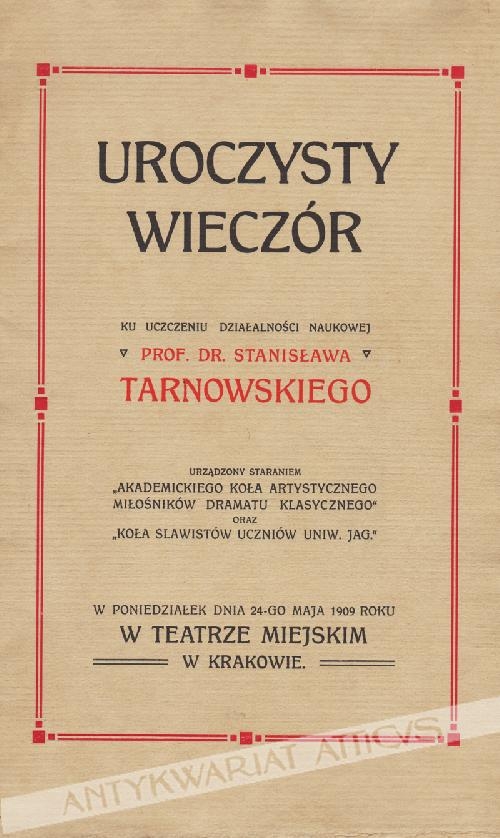 UROCZYSTY
WIECZÓR
KU UCZCZENIU DZIAŁALNOŚCI NAUKOWEJ
PROF. DR. STANISŁAWA
TARNOWSKIEGO
URZĄDZONY STARANIEM
„AKADEMICKIEGO KOŁA ARTYSTYCZNEGO
MIŁOŚNIKÓW DRAMATU KLASYCZNEGO“
ORAZ
„KOŁA SLAWISTÓW UCZNIÓW UNIW. JAG.“
W PONIEDZIAŁEK DNIA 24-GO MAJA 1909 ROKU
W TEATRZE MIEJSKIM
W KRAKOWIE.
ANTYKWARIAT ATTICVS